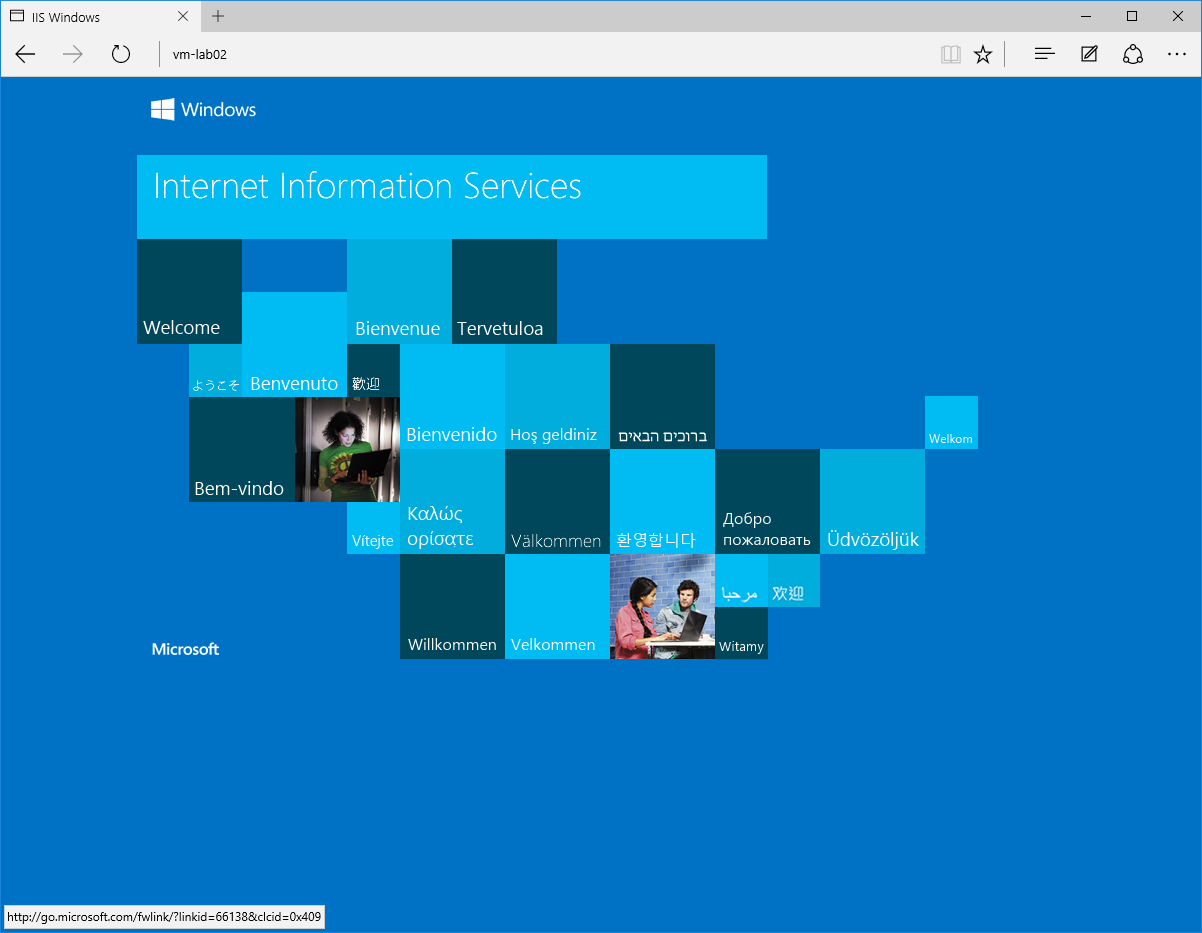 IIS Windows
vm-lab02
Windows
Internet Information Services
Welcome
Bienvenue
Tervetuloa
ようこそ
Benvenuto
歡迎
Bienvenido
Hoş geldiniz
ברוכים הבאים
Welkom
Bem-vindo
Vítejte
Καλώς
ορίσατε
Välkommen
환영합니다
Добро
пожаловать
Üdvözöljük
Willkommen
Velkommen
مرحبا
欢迎
Witamy
Microsoft
http://go.microsoft.com/fwlink/?linkid=66138&clcid=0x409